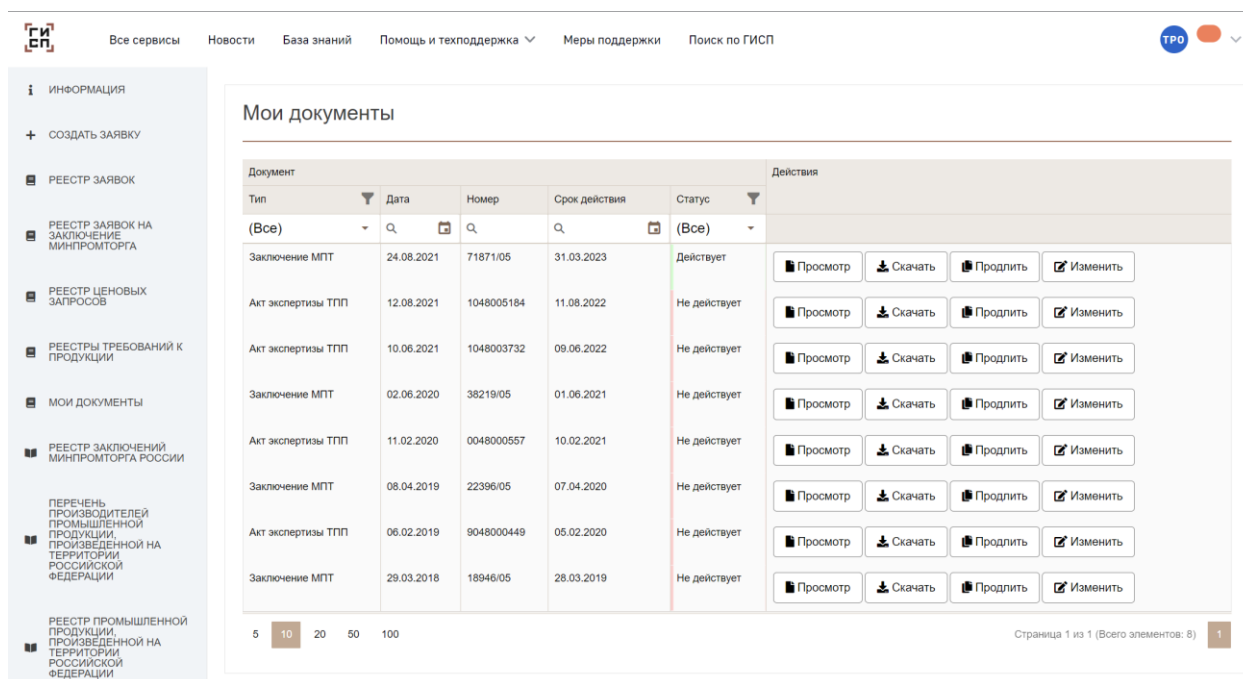 ГИСП
Все сервисы Новости База знаний Помощь и техподдержка Меры поддержки Поиск по ГИСП ТРО
ИНФОРМАЦИЯ
СОЗДАТЬ ЗАЯВКУ
РЕЕСТР ЗАЯВОК
РЕЕСТР ЗАЯВОК НА
ЗАКЛЮЧЕНИЕ
МИНПРОМТОРГА
РЕЕСТР ЦЕНОВЫХ
ЗАПРОСОВ
РЕЕСТРЫ ТРЕБОВАНИЙ К
ПРОДУКЦИИ
МОИ ДОКУМЕНТЫ
РЕЕСТР ЗАКЛЮЧЕНИЙ
МИНПРОМТОРГА РОССИИ
ПЕРЕЧЕНЬ
ПРОИЗВОДИТЕЛЕЙ
ПРОМЫШЛЕННОЙ
ПРОДУКЦИИ,
ПРОИЗВЕДЕННОЙ НА
ТЕРРИТОРИИ
РОССИЙСКОЙ
ФЕДЕРАЦИИ
РЕЕСТР ПРОМЫШЛЕННОЙ
ПРОДУКЦИИ,
ПРОИЗВЕДЕННОЙ НА
ТЕРРИТОРИИ
РОССИЙСКОЙ
ФЕДЕРАЦИИ
Мои документы
Документ Действия
Тип Дата Номер Срок действия Статус
(Все) (Все)
Заключение МПТ 24.08.2021 71871/05 31.03.2023 Действует Просмотр Скачать Продлить Изменить
Акт экспертизы ТПП 12.08.2021 1048005184 11.08.2022 Не действует Просмотр Скачать Продлить Изменить
Акт экспертизы ТПП 10.06.2021 1048003732 09.06.2022 Не действует Просмотр Скачать Продлить Изменить
Заключение МПТ 02.06.2020 38219/05 01.06.2021 Не действует Просмотр Скачать Продлить Изменить
Акт экспертизы ТПП 11.02.2020 0048000557 10.02.2021 Не действует Просмотр Скачать Продлить Изменить
Заключение МПТ 08.04.2019 22396/05 07.04.2020 Не действует Просмотр Скачать Продлить Изменить
Акт экспертизы ТПП 06.02.2019 9048000449 05.02.2020 Не действует Просмотр Скачать Продлить Изменить
Заключение МПТ 29.03.2018 18946/05 28.03.2019 Не действует Просмотр Скачать Продлить Изменить
5 10 20 50 100 Страница 1 из 1 (Всего элементов: 8) 1